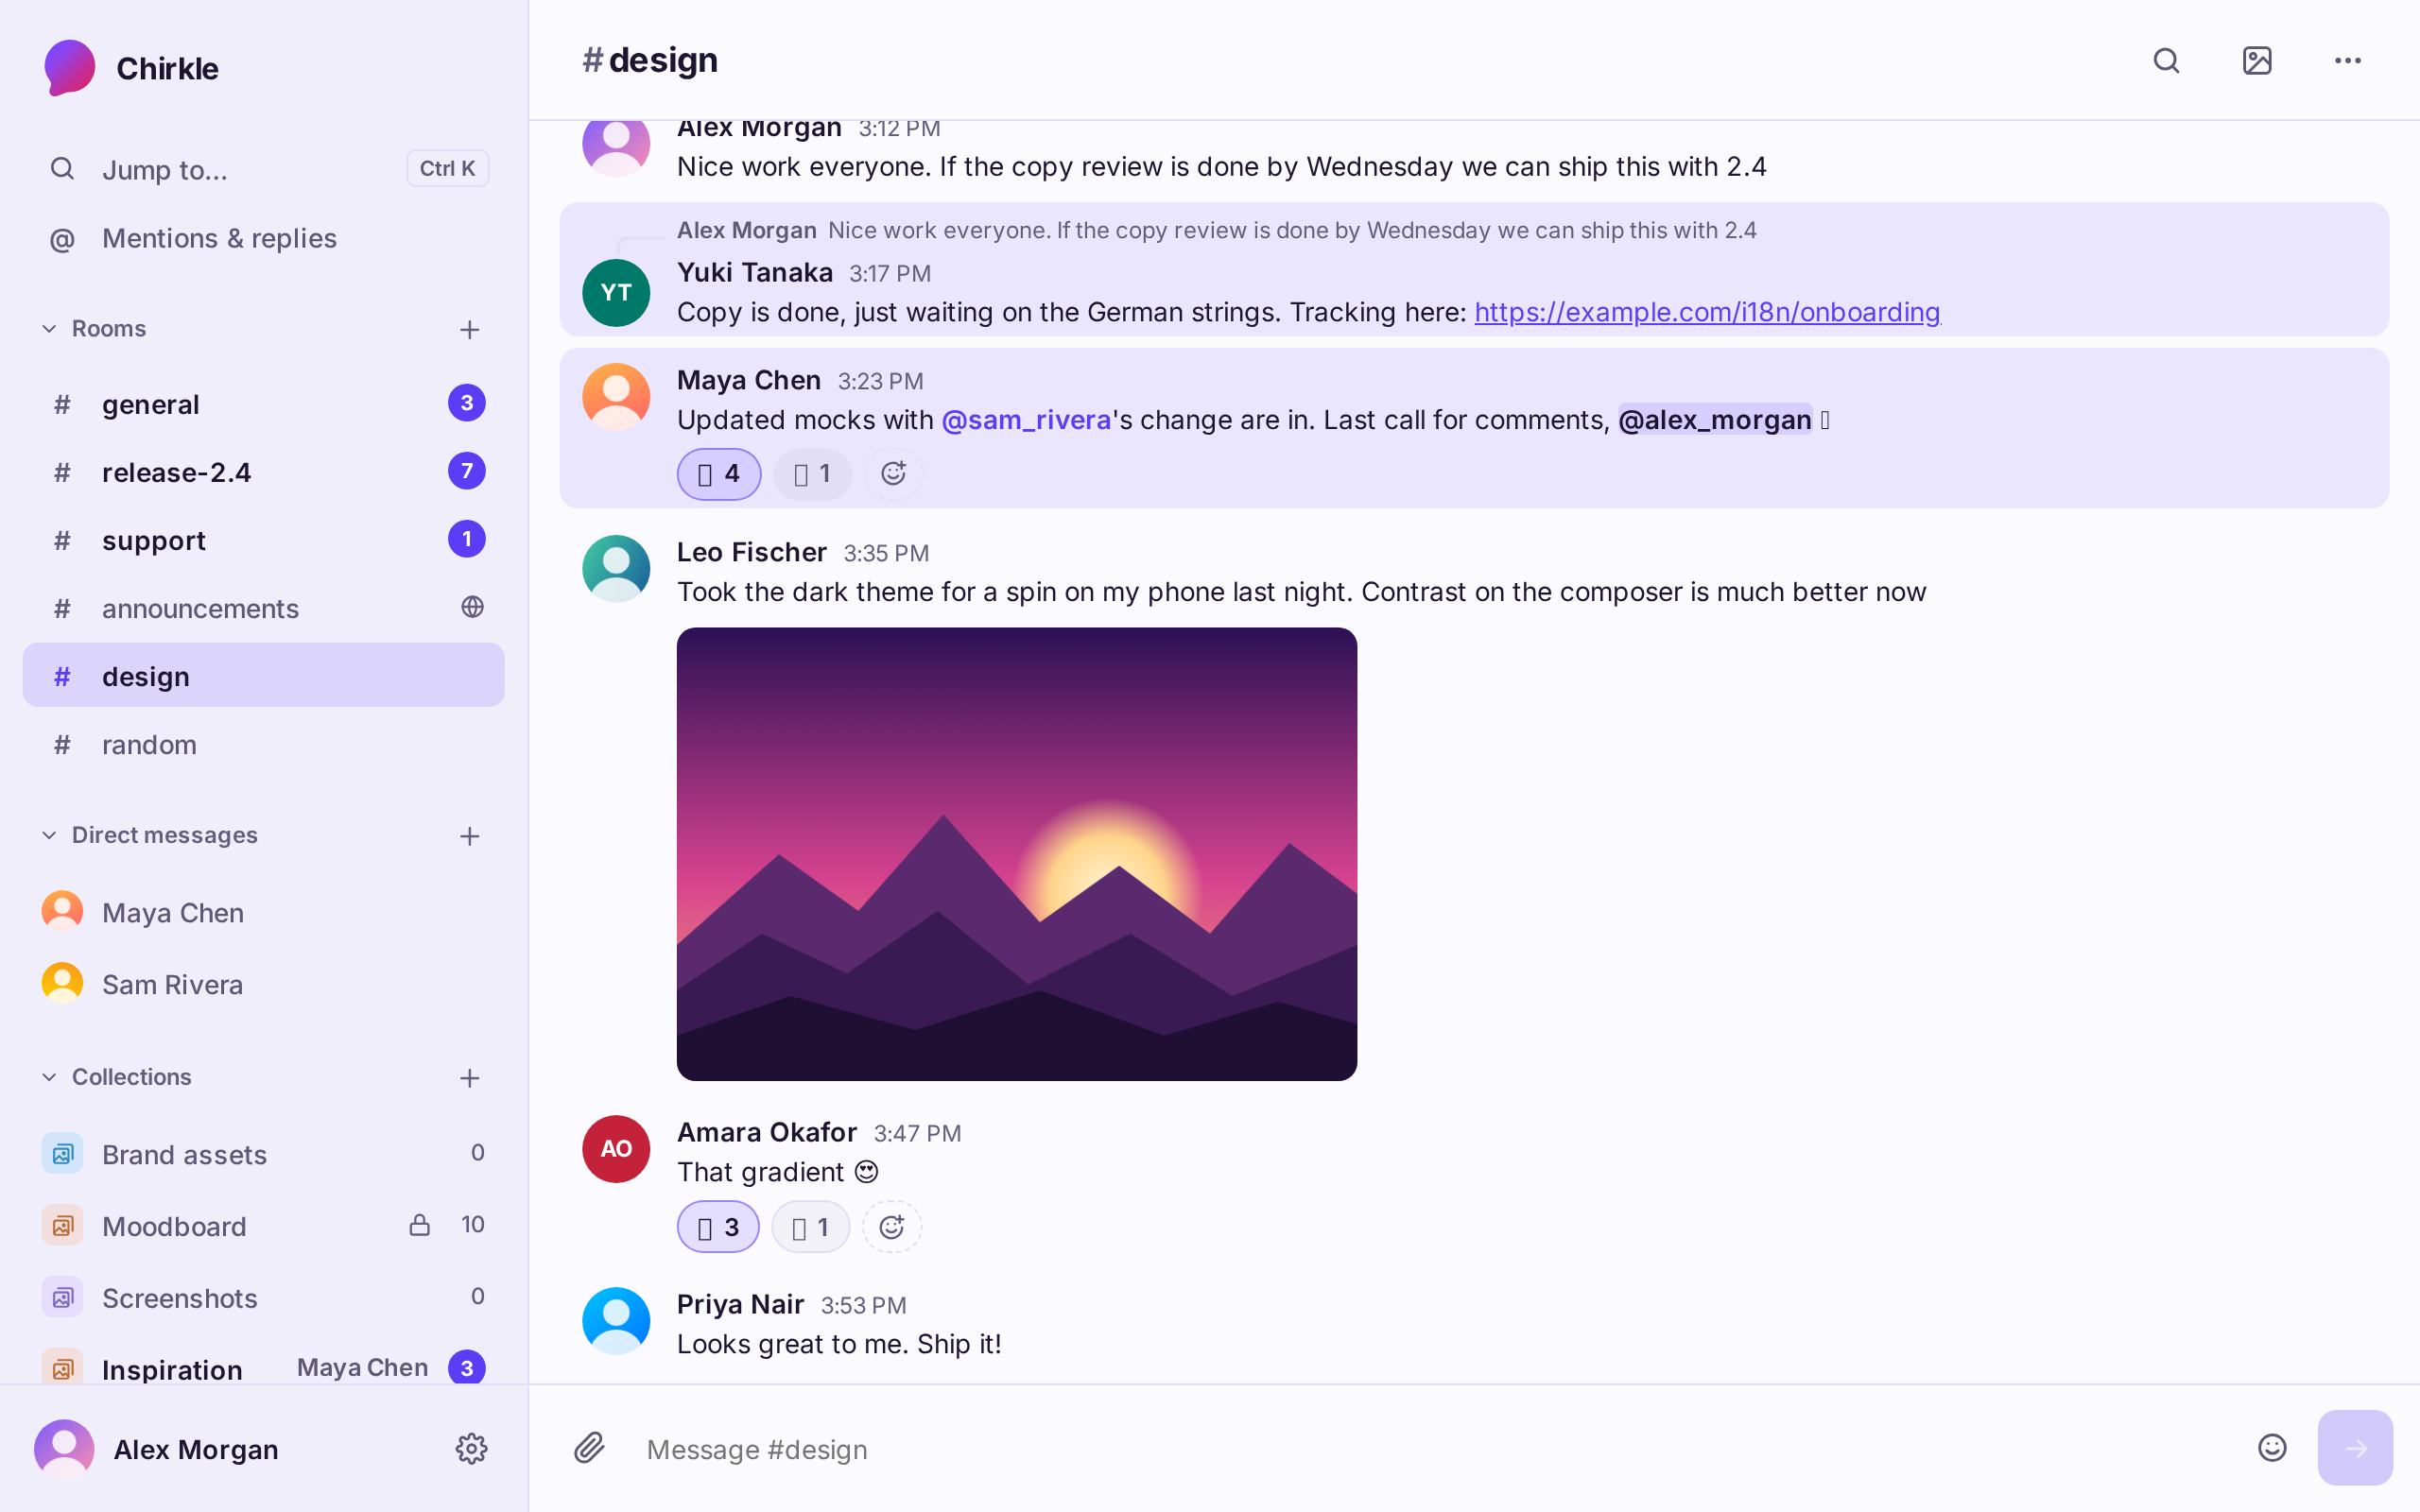 Chirkle
Jump to...
Ctrl K
@ Mentions & replies
Rooms
# general 3
# release-2.4 7
# support 1
# announcements
# design
# random
Direct messages
Maya Chen
Sam Rivera
Collections
Brand assets 0
Moodboard 10
Screenshots 0
Inspiration Maya Chen 3
Alex Morgan
# design
Alex Morgan 3:12 PM
Nice work everyone. If the copy review is done by Wednesday we can ship this with 2.4
Alex Morgan Nice work everyone. If the copy review is done by Wednesday we can ship this with 2.4
YT
Yuki Tanaka 3:17 PM
Copy is done, just waiting on the German strings. Tracking here: https://example.com/i18n/onboarding
Maya Chen 3:23 PM
Updated mocks with @sam_rivera's change are in. Last call for comments, @alex_morgan
4 1
Leo Fischer 3:35 PM
Took the dark theme for a spin on my phone last night. Contrast on the composer is much better now
AO
Amara Okafor 3:47 PM
That gradient 😍
3 1
Priya Nair 3:53 PM
Looks great to me. Ship it!
Message #design